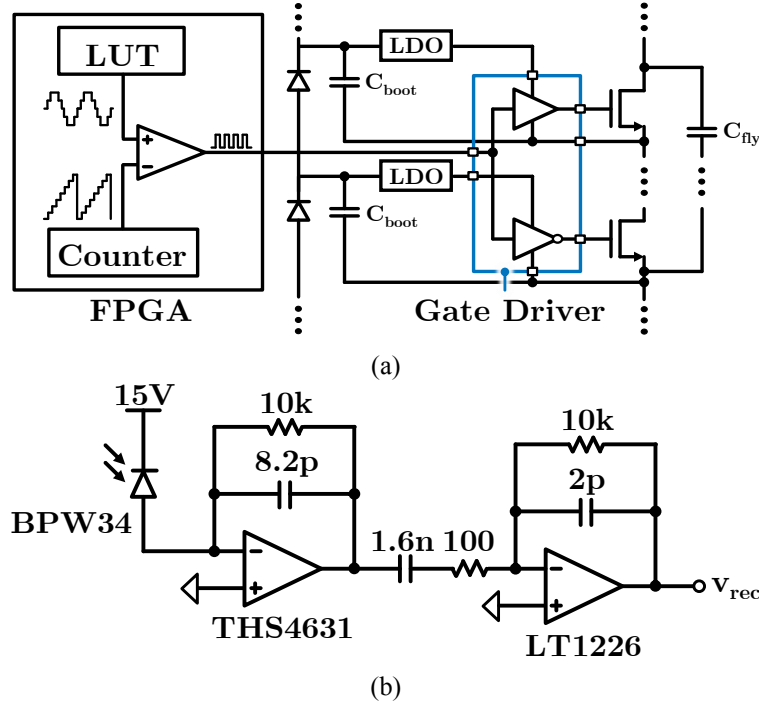 LUT
LDO
C_boot
C_fly
LDO
C_boot
Counter
FPGA
Gate Driver
(a)
15V
10k
10k
8.2p
2p
BPW34
1.6n 100
v_rec
THS4631
LT1226
(b)